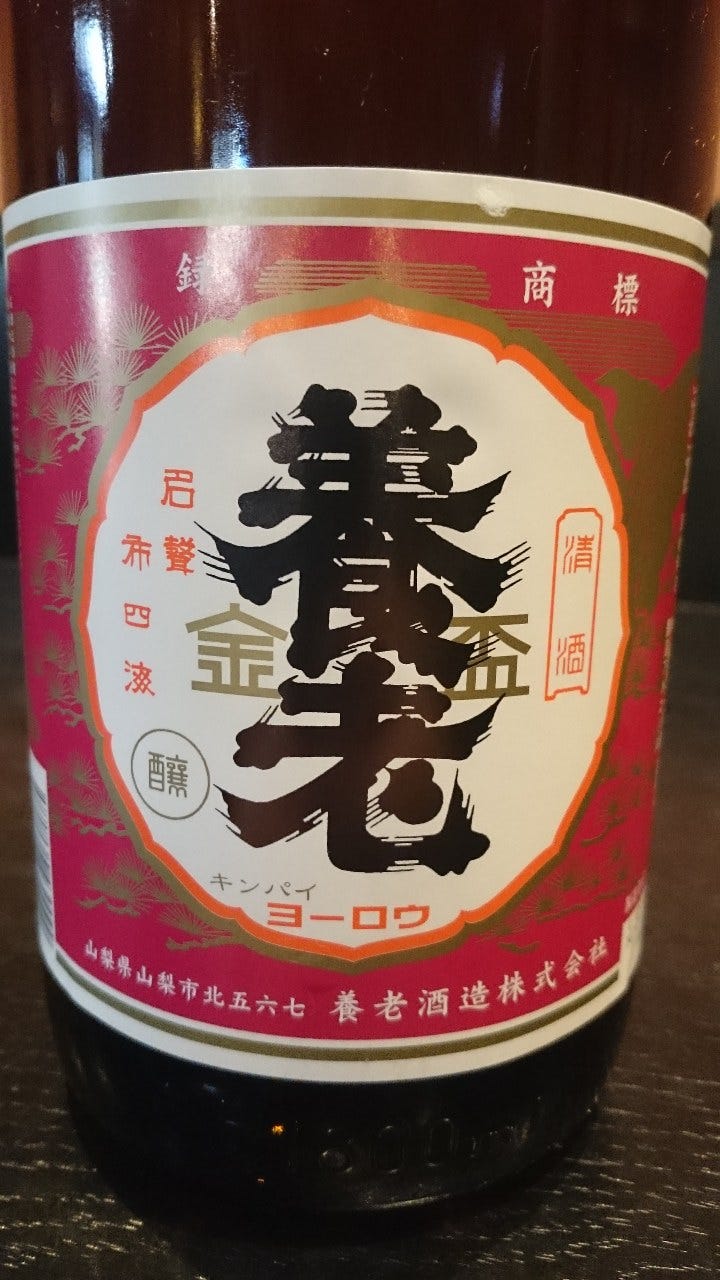 商標
録
清酒
養老
金盃
名聲
布四海
釀
キンパイ
ヨーロウ
山梨県山梨市北五六七 養老酒造株式会社